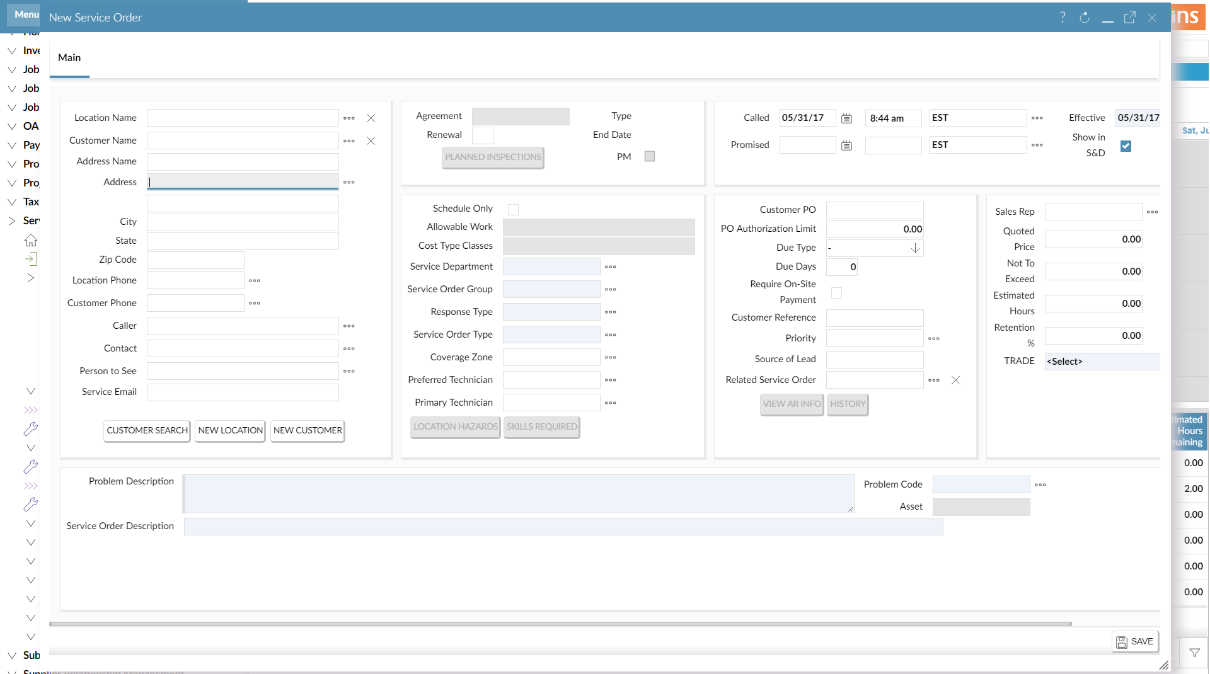 Menu
New Service Order
?
ns
Main
Inve
Job
Job
Job
OA
Pay
Pro
Pro
Tax
Ser
Sub
Location Name
Customer Name
Address Name
Address
City
State
Zip Code
Location Phone
Customer Phone
Caller
Contact
Person to See
Service Email
CUSTOMER SEARCH NEW LOCATION NEW CUSTOMER
Agreement Type
Renewal End Date
PLANNED INSPECTIONS PM
Schedule Only
Allowable Work
Cost Type Classes
Service Department
Service Order Group
Response Type
Service Order Type
Coverage Zone
Preferred Technician
Primary Technician
LOCATION HAZARDS SKILLS REQUIRED
Called 05/31/17 8:44 am EST Effective 05/31/17
Promised EST Show in
S&D
Customer PO
PO Authorization Limit 0.00
Due Type -
Due Days 0
Require On-Site
Payment
Customer Reference
Priority
Source of Lead
Related Service Order
VIEW AR INFO HISTORY
Sales Rep
Quoted
Price 0.00
Not To
Exceed 0.00
Estimated
Hours 0.00
Retention
% 0.00
TRADE <Select>
Problem Description
Problem Code
Asset
Service Order Description
SAVE
Sat, Ju
imated
Hours
maining
0.00
2.00
0.00
0.00
0.00
0.00